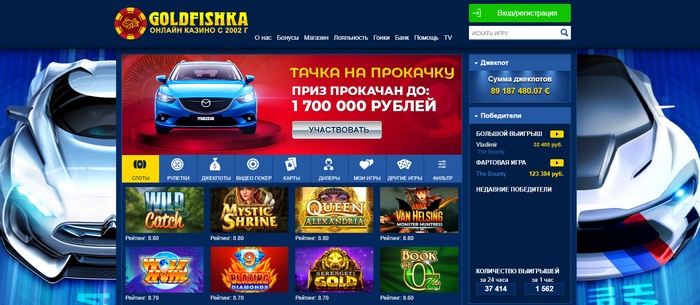 GOLDFISHKA
ОНЛАЙН КАЗИНО С 2002 Г
Вход/регистрация
О нас Бонусы Магазин Лояльность Гонки Банк Помощь TV
ИСКАТЬ ИГРУ
ТАЧКА НА ПРОКАЧКУ
ПРИЗ ПРОКАЧАН ДО:
1 700 000 РУБЛЕЙ
УЧАСТВОВАТЬ
mazda
Джекпот
Сумма джекпотов
89 187 480.07 €
Победители
БОЛЬШОЙ ВЫИГРЫШ
Vladimir 32 400 руб.
The Bounty
ФАРТОВАЯ ИГРА
The Bounty 123 384 руб.
НЕДАВНИЕ ПОБЕДИТЕЛИ
КОЛИЧЕСТВО ВЫИГРЫШЕЙ
за 24 часа за 1 час
37 414 1 562
СЛОТЫ РУЛЕТКИ ДЖЕКПОТЫ ВИДЕО ПОКЕР КАРТЫ ДИЛЕРЫ МОИ ИГРЫ ДРУГИЕ ИГРЫ ФИЛЬТР
WILD Catch
MYSTIC SHRINE
QUEEN OF ALEXANDRIA
VAN HELSING
MONSTER HUNTRESS
Рейтинг: 8.80 Рейтинг: 8.80 Рейтинг: 8.80 Рейтинг: 8.80
9 BLAZING DIAMONDS
SERENGETI GOLD
BOOK OF OZ
Рейтинг: 8.70 Рейтинг: 8.70 Рейтинг: 8.70 Рейтинг: 8.60